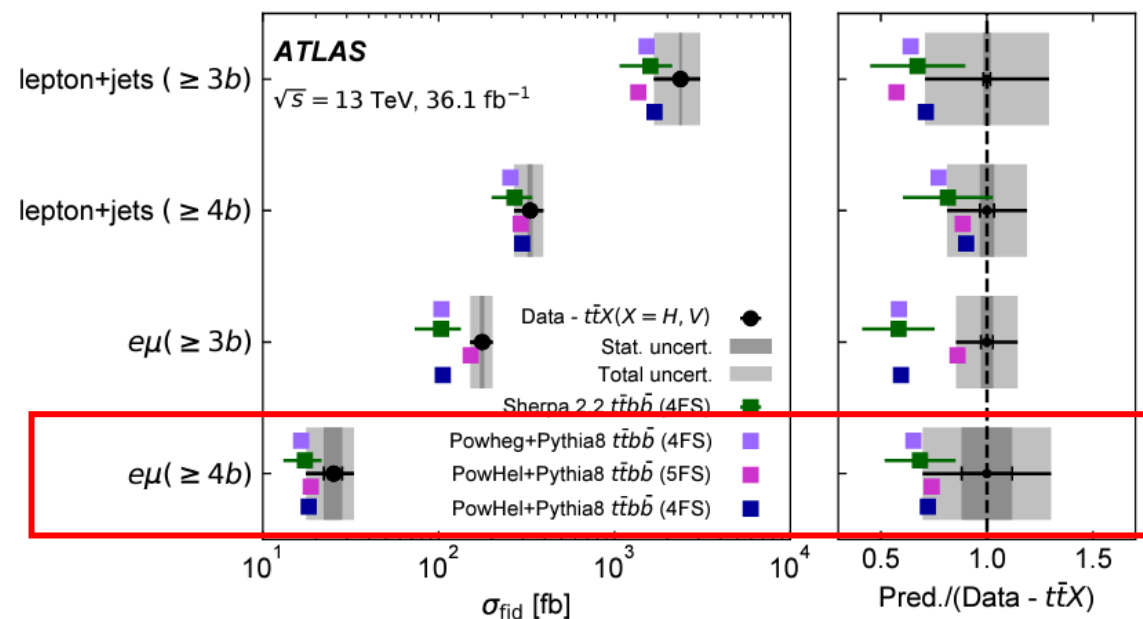 ATLAS
√s = 13 TeV, 36.1 fb⁻¹
lepton+jets ( ≥ 3b)
lepton+jets ( ≥ 4b)
eμ( ≥ 3b)
eμ( ≥ 4b)
Data - tt̄X(X = H, V)
Stat. uncert.
Total uncert.
Sherpa 2.2 tt̄bb̄ (4FS)
Powheg+Pythia8 tt̄bb̄ (4FS)
PowHel+Pythia8 tt̄bb̄ (5FS)
PowHel+Pythia8 tt̄bb̄ (4FS)
10¹ 10² 10³ 10⁴
σfid [fb]
0.5 1.0 1.5
Pred./(Data - tt̄X)